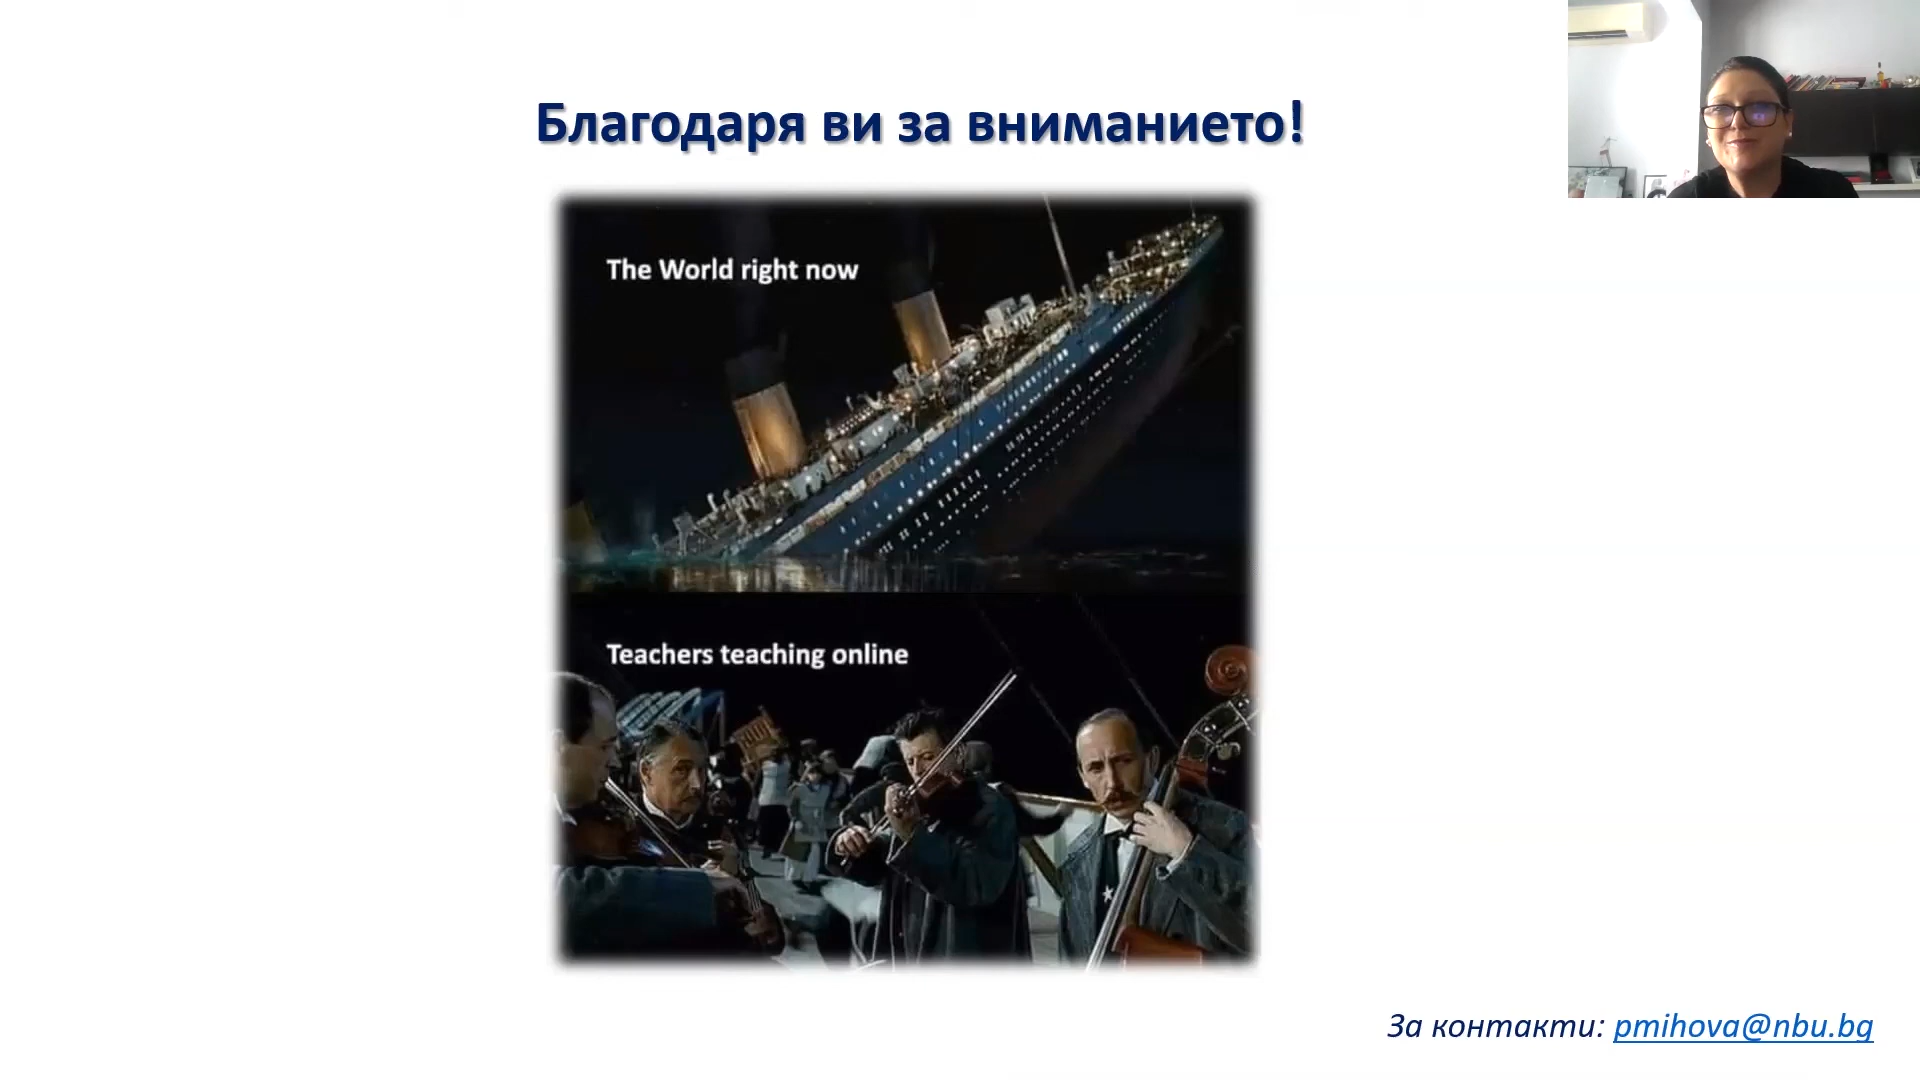 Благодаря ви за вниманието!
The World right now
Teachers teaching online
За контакти: pmihova@nbu.bg